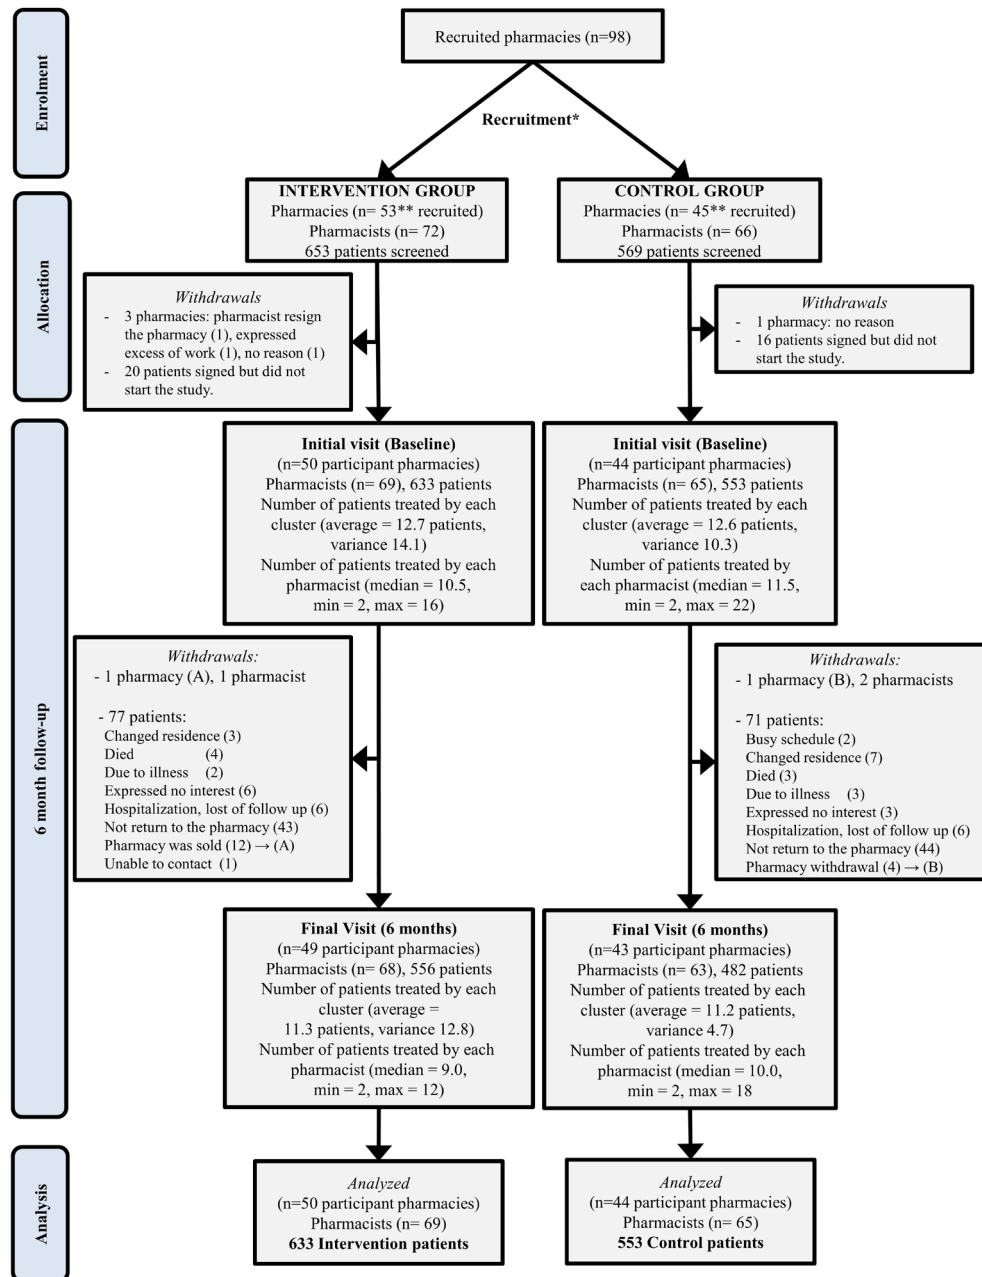 Enrolment
Recruited pharmacies (n=98)
Recruitment*
Allocation
INTERVENTION GROUP
Pharmacies (n= 53** recruited)
Pharmacists (n= 72)
653 patients screened
CONTROL GROUP
Pharmacies (n= 45** recruited)
Pharmacists (n= 66)
569 patients screened
Withdrawals
- 3 pharmacies: pharmacist resign
the pharmacy (1), expressed
excess of work (1), no reason (1)
- 20 patients signed but did not
start the study.
Withdrawals
- 1 pharmacy: no reason
- 16 patients signed but did not
start the study.
6 month follow-up
Initial visit (Baseline)
(n=50 participant pharmacies)
Pharmacists (n= 69), 633 patients
Number of patients treated by each
cluster (average = 12.7 patients,
variance 14.1)
Number of patients treated by each
pharmacist (median = 10.5,
min = 2, max = 16)
Initial visit (Baseline)
(n=44 participant pharmacies)
Pharmacists (n= 65), 553 patients
Number of patients treated by each
cluster (average = 12.6 patients,
variance 10.3)
Number of patients treated by
each pharmacist (median = 11.5,
min = 2, max = 22)
Withdrawals:
- 1 pharmacy (A), 1 pharmacist
- 77 patients:
Changed residence (3)
Died (4)
Due to illness (2)
Expressed no interest (6)
Hospitalization, lost of follow up (6)
Not return to the pharmacy (43)
Pharmacy was sold (12) → (A)
Unable to contact (1)
Withdrawals:
- 1 pharmacy (B), 2 pharmacists
- 71 patients:
Busy schedule (2)
Changed residence (7)
Died (3)
Due to illness (3)
Expressed no interest (3)
Hospitalization, lost of follow up (6)
Not return to the pharmacy (44)
Pharmacy withdrawal (4) → (B)
Final Visit (6 months)
(n=49 participant pharmacies)
Pharmacists (n= 68), 556 patients
Number of patients treated by each
cluster (average =
11.3 patients, variance 12.8)
Number of patients treated by each
pharmacist (median = 9.0,
min = 2, max = 12)
Final Visit (6 months)
(n=43 participant pharmacies)
Pharmacists (n= 63), 482 patients
Number of patients treated by each
cluster (average = 11.2 patients,
variance 4.7)
Number of patients treated by each
pharmacist (median = 10.0,
min = 2, max = 18
Analysis
Analyzed
(n=50 participant pharmacies)
Pharmacists (n= 69)
633 Intervention patients
Analyzed
(n=44 participant pharmacies)
Pharmacists (n= 65)
553 Control patients